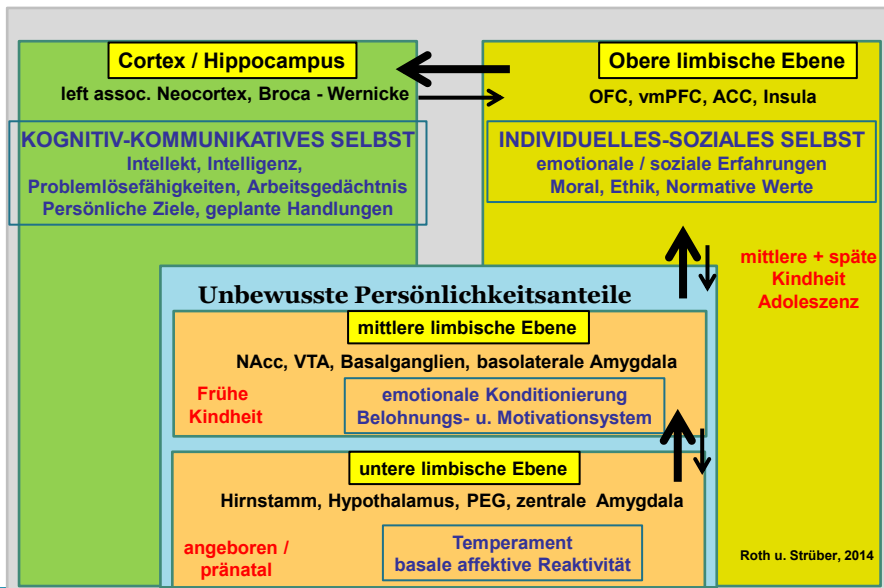 Cortex / Hippocampus
left assoc. Neocortex, Broca - Wernicke
KOGNITIV-KOMMUNIKATIVES SELBST
Intellekt, Intelligenz,
Problemlösefähigkeiten, Arbeitsgedächtnis
Persönliche Ziele, geplante Handlungen
Obere limbische Ebene
OFC, vmPFC, ACC, Insula
INDIVIDUELLES-SOZIALES SELBST
emotionale / soziale Erfahrungen
Moral, Ethik, Normative Werte
mittlere + späte
Kindheit
Adoleszenz
Unbewusste Persönlichkeitsanteile
mittlere limbische Ebene
NAcc, VTA, Basalganglien, basolaterale Amygdala
Frühe
Kindheit
emotionale Konditionierung
Belohnungs- u. Motivationsystem
untere limbische Ebene
Hirnstamm, Hypothalamus, PEG, zentrale Amygdala
angeboren /
pränatal
Temperament
basale affektive Reaktivität
Roth u. Strüber, 2014